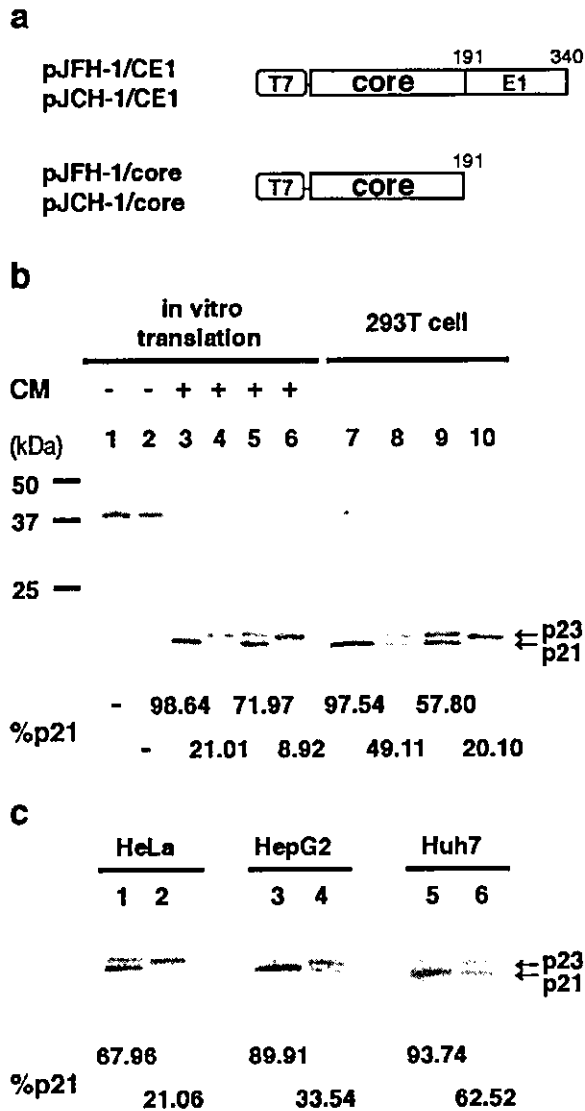 a
pJFH-1/CE1
pJCH-1/CE1
191 340
T7 core E1
pJFH-1/core
pJCH-1/core
191
T7 core
b
in vitro translation
293T cell
CM - - + + + +
(kDa) 1 2 3 4 5 6 7 8 9 10
50
37
25
←p23
←p21
- 98.64 71.97 97.54 57.80
%p21
- 21.01 8.92 49.11 20.10
c
HeLa HepG2 Huh7
1 2 3 4 5 6
←p23
←p21
67.96 89.91 93.74
%p21 21.06 33.54 62.52